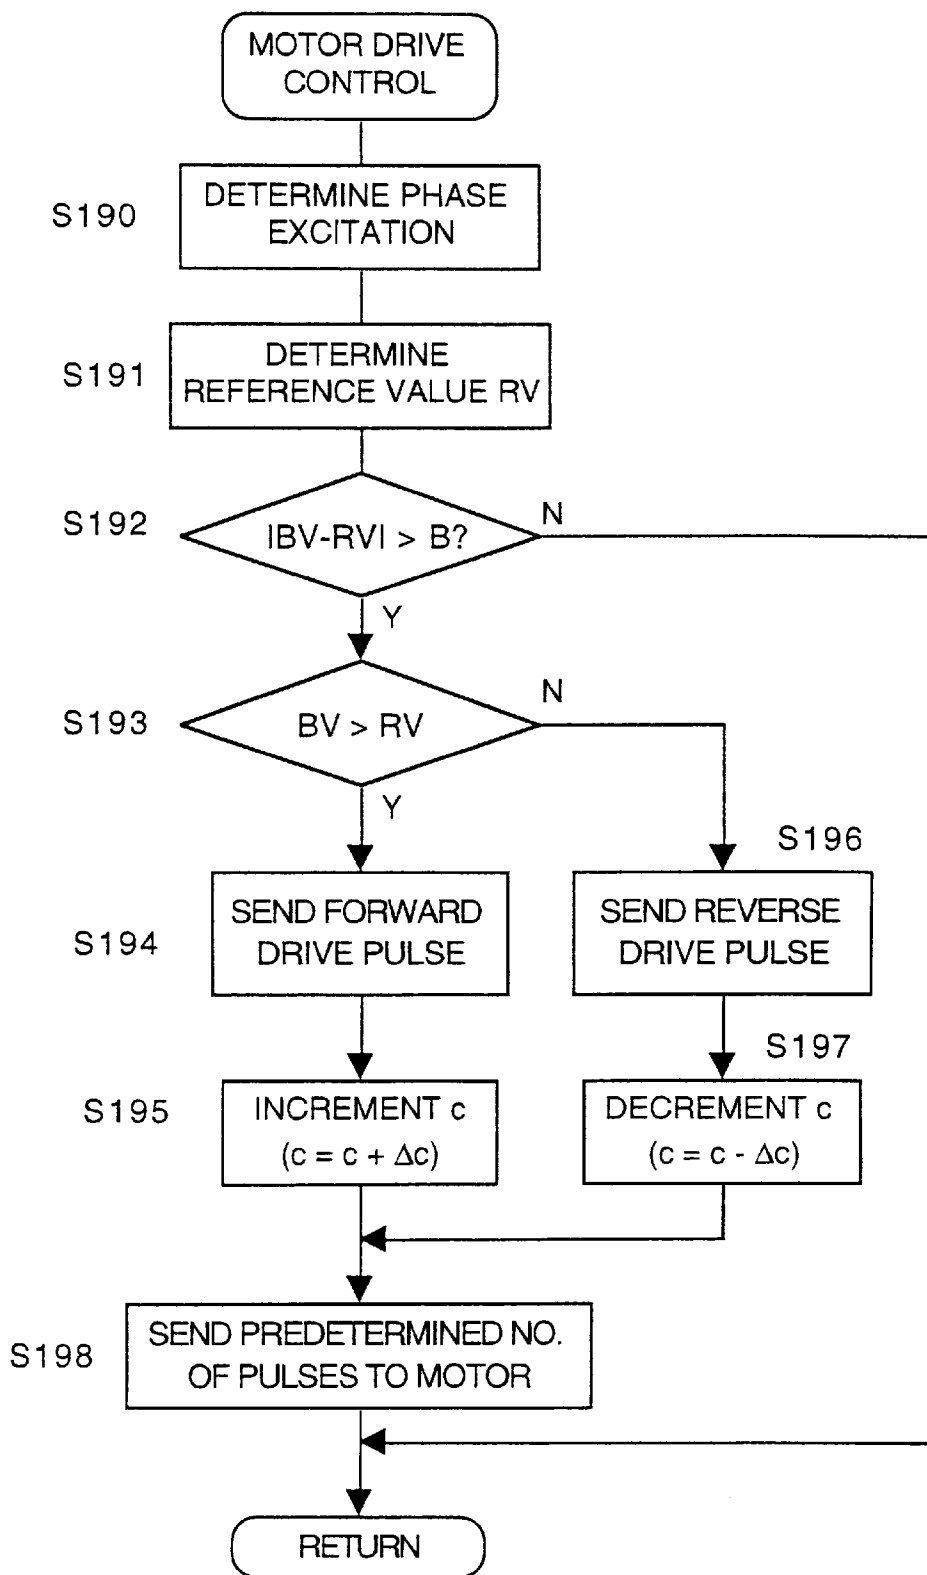 MOTOR DRIVE
CONTROL
S190
DETERMINE PHASE
EXCITATION
S191
DETERMINE
REFERENCE VALUE RV
S192
IBV-RVI > B?
N
Y
S193
BV > RV
N
Y
S194
SEND FORWARD
DRIVE PULSE
S196
SEND REVERSE
DRIVE PULSE
S195
INCREMENT c
(c = c + Δc)
S197
DECREMENT c
(c = c - Δc)
S198
SEND PREDETERMINED NO.
OF PULSES TO MOTOR
RETURN